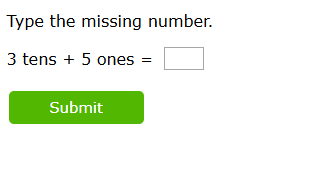 Type the missing number.
3 tens + 5 ones =
Submit